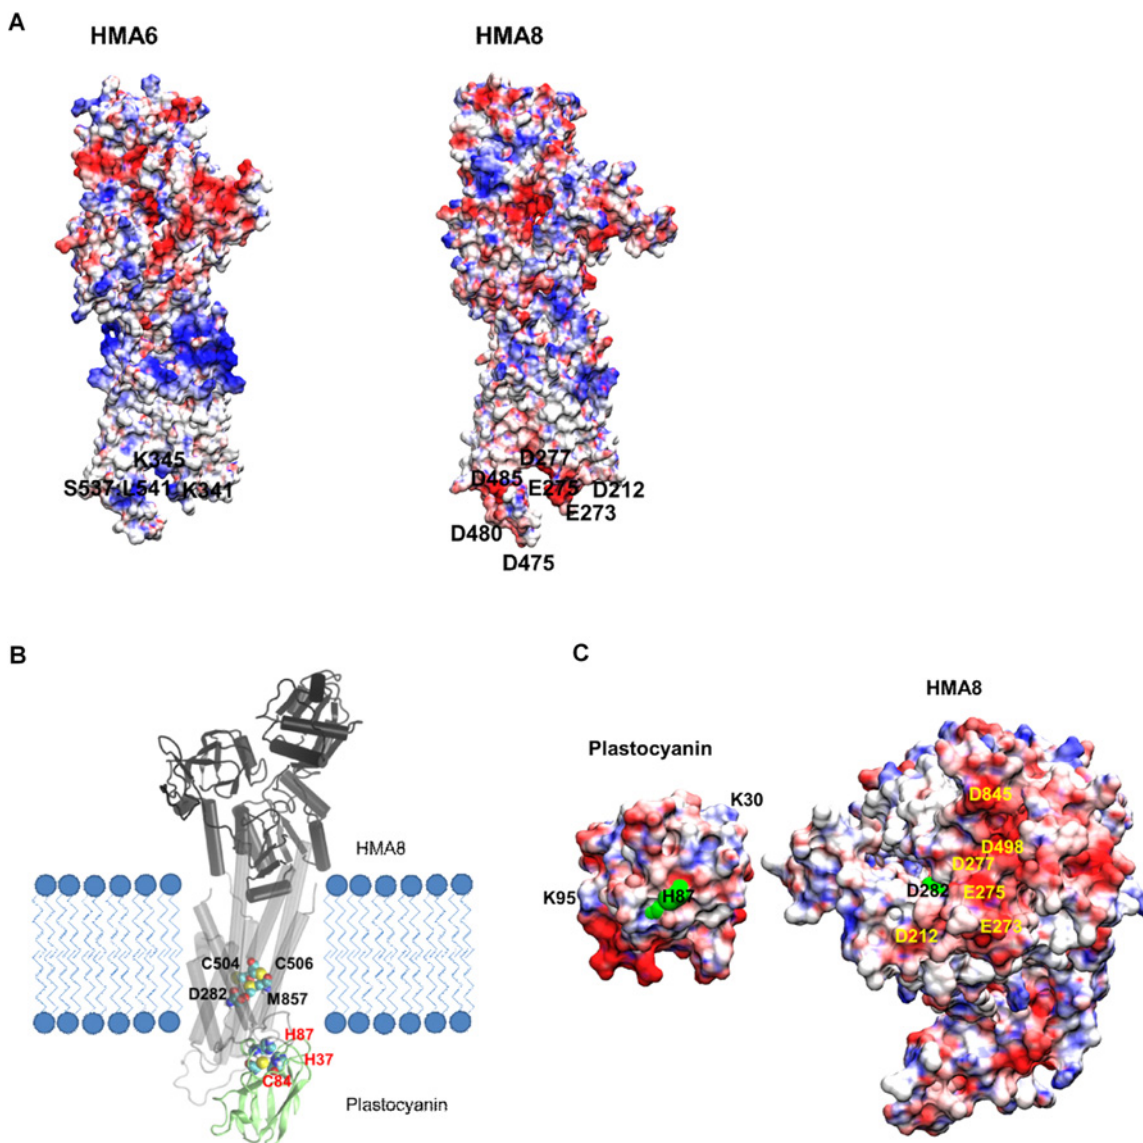 A
HMA6
HMA8
K345
S537-L541
K341
D277
D485
E275
D212
E273
D480
D475
B
HMA8
C504
C506
D282
M857
H87
H37
C84
Plastocyanin
C
HMA8
Plastocyanin
K30
K95
H87
D845
D498
D277
D282
E275
D212
E273